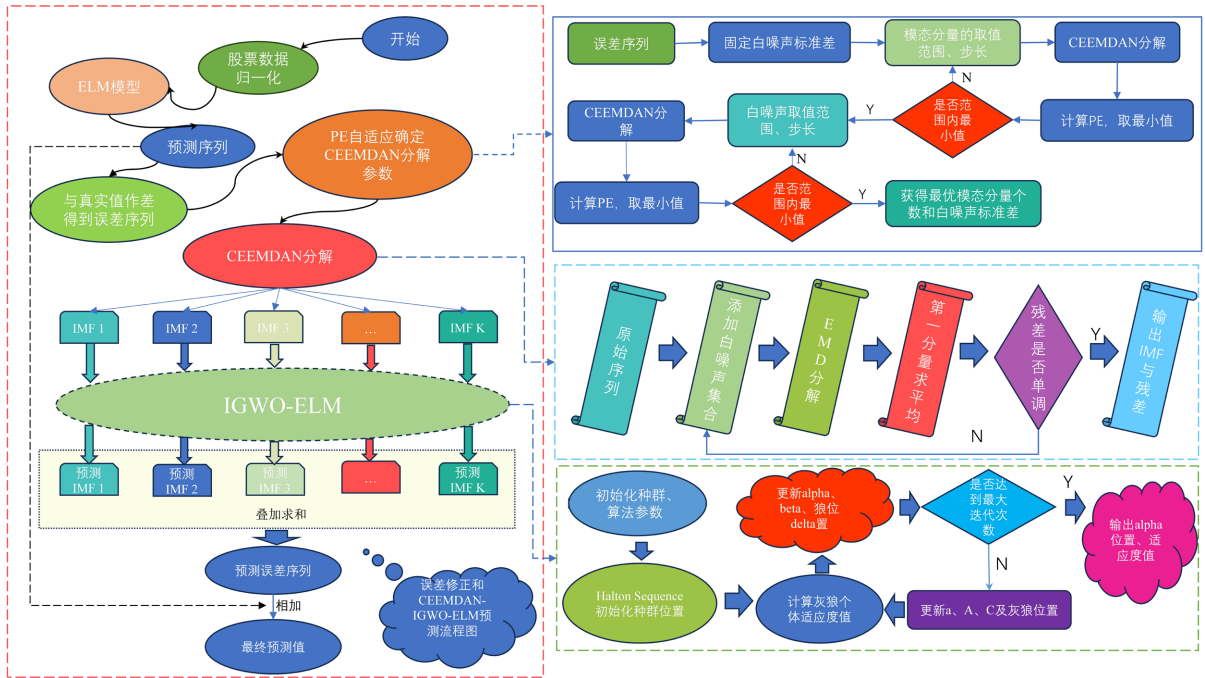 开始
股票数据
归一化
ELM模型
预测序列
与真实值作差
得到误差序列
PE自适应确定
CEEMDAN分解
参数
CEEMDAN分解
IMF 1
IMF 2
IMF 3
...
IMF K
IGWO-ELM
预测
IMF 1
预测
IMF 2
预测
IMF 3
...
预测
IMF K
叠加求和
预测误差序列
相加
最终预测值
误差修正和
CEEMDAN-
IGWO-ELM预
测流程图
误差序列
固定白噪声标准差
模态分量的取值
范围、步长
CEEMDAN分解
N
计算PE，取最小值
是否范
围内最
小值
Y
白噪声取值范
围、步长
CEEMDAN分
解
N
计算PE，取最小值
是否范
围内最
小值
Y
获得最优模态分量个
数和白噪声标准差
原始序列
添加白噪声集合
EMD分解
第一分量求平均
残差是否单调
Y
N
输出IMF与残差
初始化种群、
算法参数
Halton Sequence
初始化种群位置
计算灰狼个
体适应度值
更新alpha、
beta、狼位
delta置
是否达
到最大
迭代次
数
Y
N
更新a、A、C及灰狼位置
输出alpha
位置、适
应度值